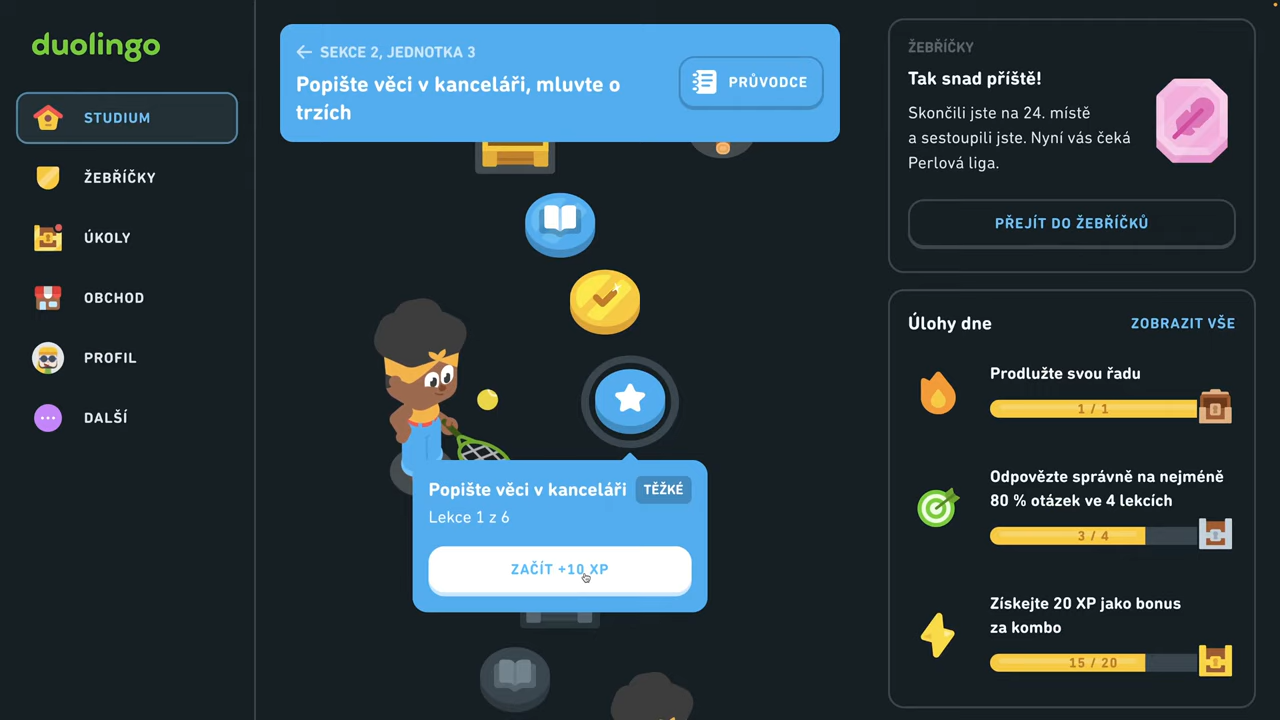 duolingo
STUDIUM
ŽEBŘÍČKY
ÚKOLY
OBCHOD
PROFIL
DALŠÍ
SEKCE 2, JEDNOTKA 3
Popište věci v kanceláři, mluvte o
trzích
PRŮVODCE
Popište věci v kanceláři
TĚŽKÉ
Lekce 1 z 6
ZAČÍT +10 XP
ŽEBŘÍČKY
Tak snad příště!
Skončili jste na 24. místě
a sestoupili jste. Nyní vás čeká
Perlová liga.
PŘEJÍT DO ŽEBŘÍČKŮ
Úlohy dne
ZOBRAZIT VŠE
Prodlužte svou řadu
1 / 1
Odpovězte správně na nejméně
80 % otázek ve 4 lekcích
3 / 4
Získejte 20 XP jako bonus
za kombo
15 / 20